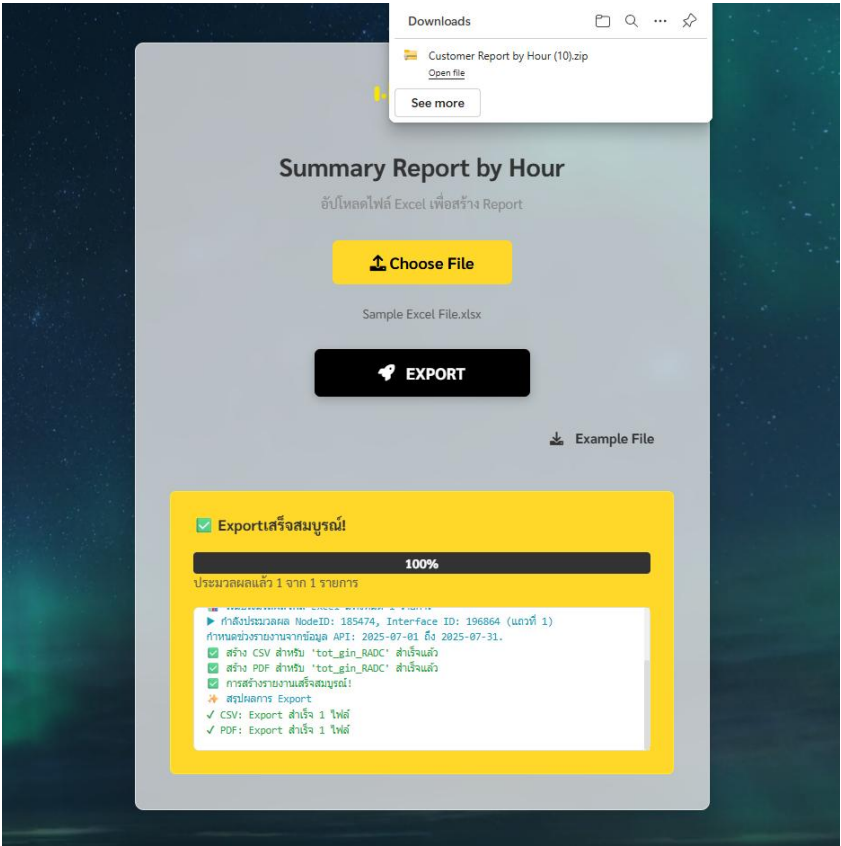 Downloads
Customer Report by Hour (10).zip
Open file
See more
Summary Report by Hour
อัปโหลดไฟล์ Excel เพื่อสร้าง Report
Choose File
Sample Excel File.xlsx
EXPORT
Example File
✅ Exportเสร็จสมบูรณ์!
100%
ประมวลผลแล้ว 1 จาก 1 รายการ
▶ กำลังประมวลผล NodeID: 185474, Interface ID: 196864 (แถวที่ 1)
กำหนดช่วงรายงานจากข้อมูล API: 2025-07-01 ถึง 2025-07-31.
✅ สร้าง CSV สำหรับ 'tot_gin_RADC' สำเร็จแล้ว
✅ สร้าง PDF สำหรับ 'tot_gin_RADC' สำเร็จแล้ว
✅ การสร้างรายงานเสร็จสมบูรณ์!
✨ สรุปผลการ Export
✓ CSV: Export สำเร็จ 1 ไฟล์
✓ PDF: Export สำเร็จ 1 ไฟล์